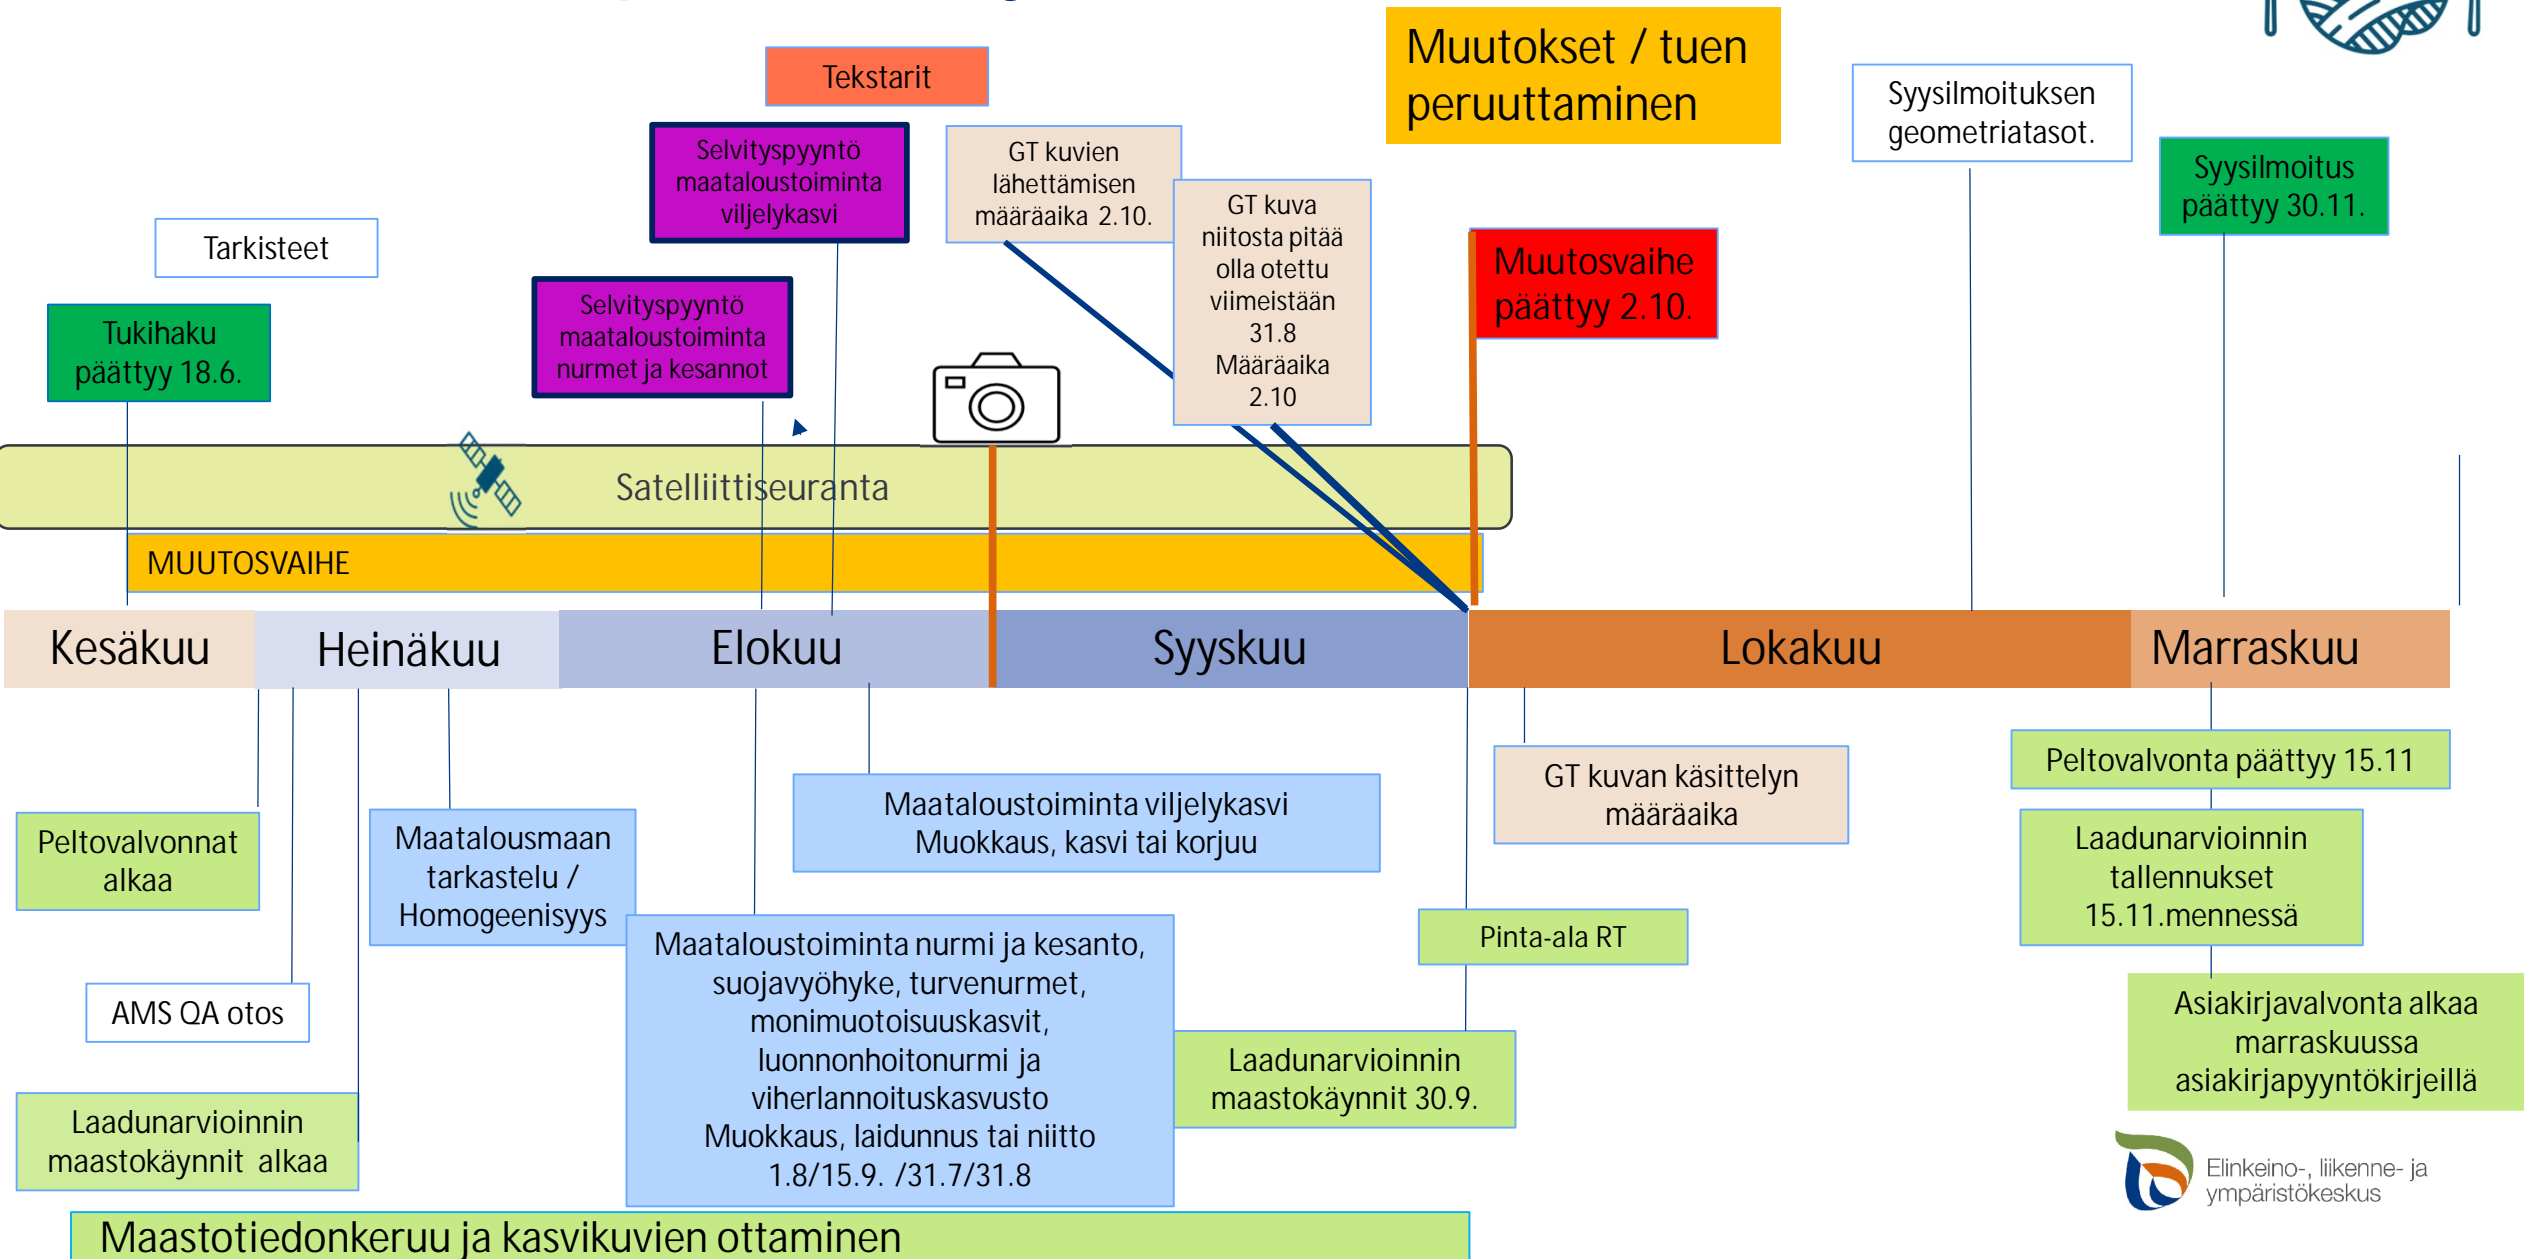 Muutokset / tuen
peruuttaminen
Tekstarit
Syysilmoituksen
geometriatasot.
Selvityspyyntö
maataloustoiminta
viljelykasvi
GT kuvien
lähettämisen
määräaika 2.10.
Syysilmoitus
päättyy 30.11.
GT kuva
niitosta pitää
olla otettu
viimeistään
31.8
Määräaika
2.10
Tarkisteet
Muutosvaihe
päättyy 2.10.
Selvityspyyntö
maataloustoiminta
nurmet ja kesannot
Tukihaku
päättyy 18.6.
Satelliittiseuranta
MUUTOSVAIHE
Kesäkuu
Heinäkuu
Elokuu
Syyskuu
Lokakuu
Marraskuu
Peltovalvonnat
alkaa
Maatalousmaan
tarkastelu /
Homogeenisyys
Maataloustoiminta viljelykasvi
Muokkaus, kasvi tai korjuu
GT kuvan käsittelyn
määräaika
Peltovalvonta päättyy 15.11
Laadunarvioinnin
tallennukset
15.11.mennessä
Pinta-ala RT
Maataloustoiminta nurmi ja kesanto,
suojavyöhyke, turvenurmet,
monimuotoisuuskasvit,
luonnonhoitonurmi ja
viherlannoituskasvusto
Muokkaus, laidunnus tai niitto
1.8/15.9. /31.7/31.8
AMS QA otos
Asiakirjavalvonta alkaa
marraskuussa
asiakirjapyyntökirjeillä
Laadunarvioinnin
maastokäynnit 30.9.
Laadunarvioinnin
maastokäynnit alkaa
Elinkeino-, liikenne- ja
ympäristökeskus
Maastotiedonkeruu ja kasvikuvien ottaminen